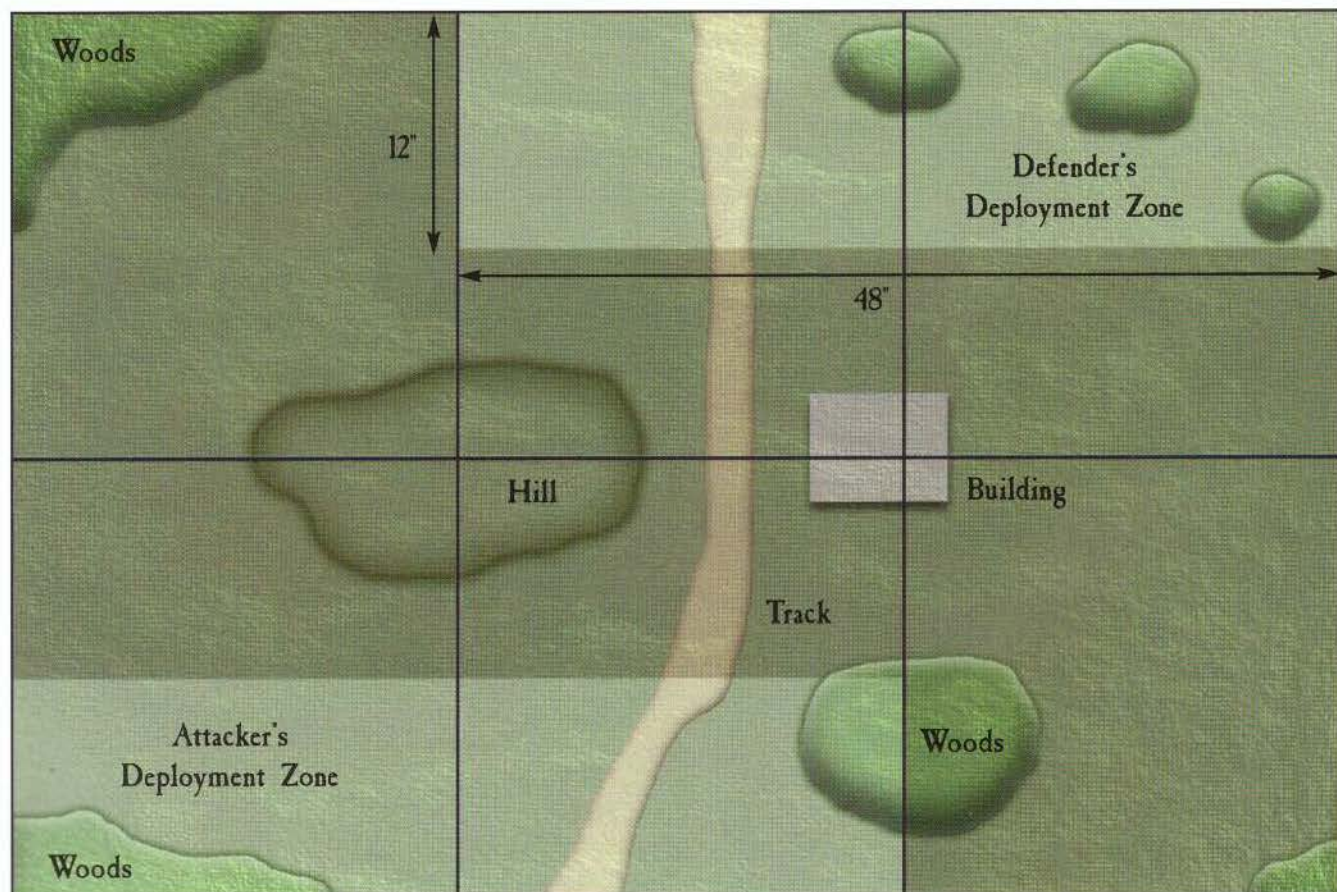 Woods
12"
Defender's
Deployment Zone
48"
Hill
Building
Track
Attacker's
Deployment Zone
Woods
Woods